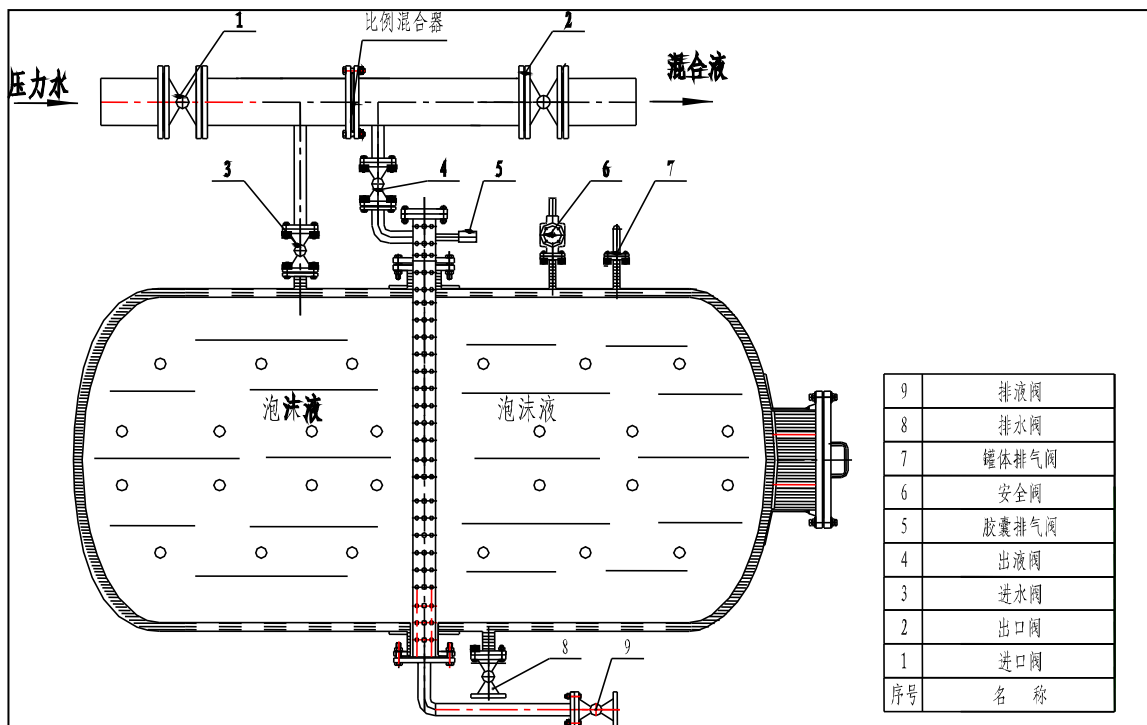 1
比例混合器
2
压力水
混合液
3
4
5
6
7
泡沫液
泡沫液
8
9
9 排液阀
8 排水阀
7 罐体排气阀
6 安全阀
5 胶囊排气阀
4 出液阀
3 进水阀
2 出口阀
1 进口阀
序号 名 称